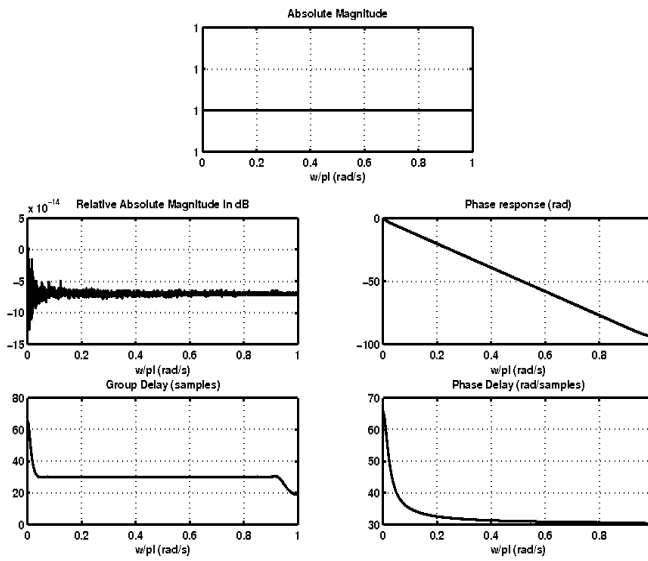 Absolute Magnitude
1
1
1
1
0 0.2 0.4 0.6 0.8 1
w/pI (rad/s)
x 10^-14
Relative Absolute Magnitude In dB
5
0
−5
−10
−15
0 0.2 0.4 0.6 0.8 1
w/pI (rad/s)
Phase response (rad)
0
−50
−100
0 0.2 0.4 0.6 0.8
w/pI (rad/s)
Group Delay (samples)
80
60
40
20
0
0 0.2 0.4 0.6 0.8 1
w/pI (rad/s)
Phase Delay (rad/samples)
70
60
50
40
30
0 0.2 0.4 0.6 0.8
w/pI (rad/s)